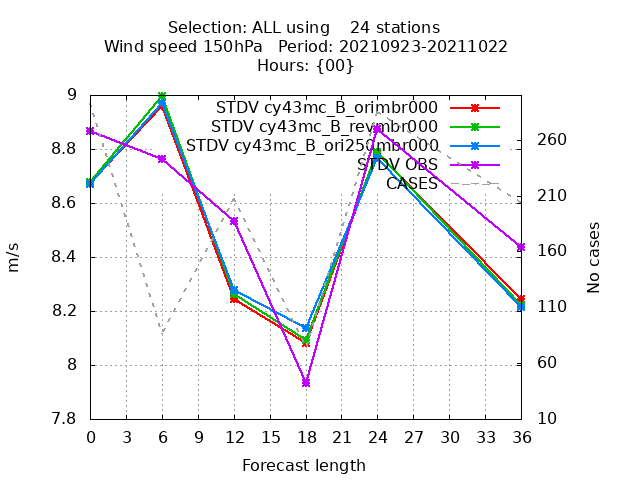 Selection: ALL using    24 stations
Wind speed 150hPa   Period: 20210923-20211022
Hours: {00}
STDV cy43mc_B_orimbr000
STDV cy43mc_B_revmbr000
STDV cy43mc_B_ori250mbr000
STDV OBS
CASES
9
8.8
8.6
8.4
8.2
8
7.8
m/s
260
210
160
110
60
10
No cases
0 3 6 9 12 15 18 21 24 27 30 33 36
Forecast length